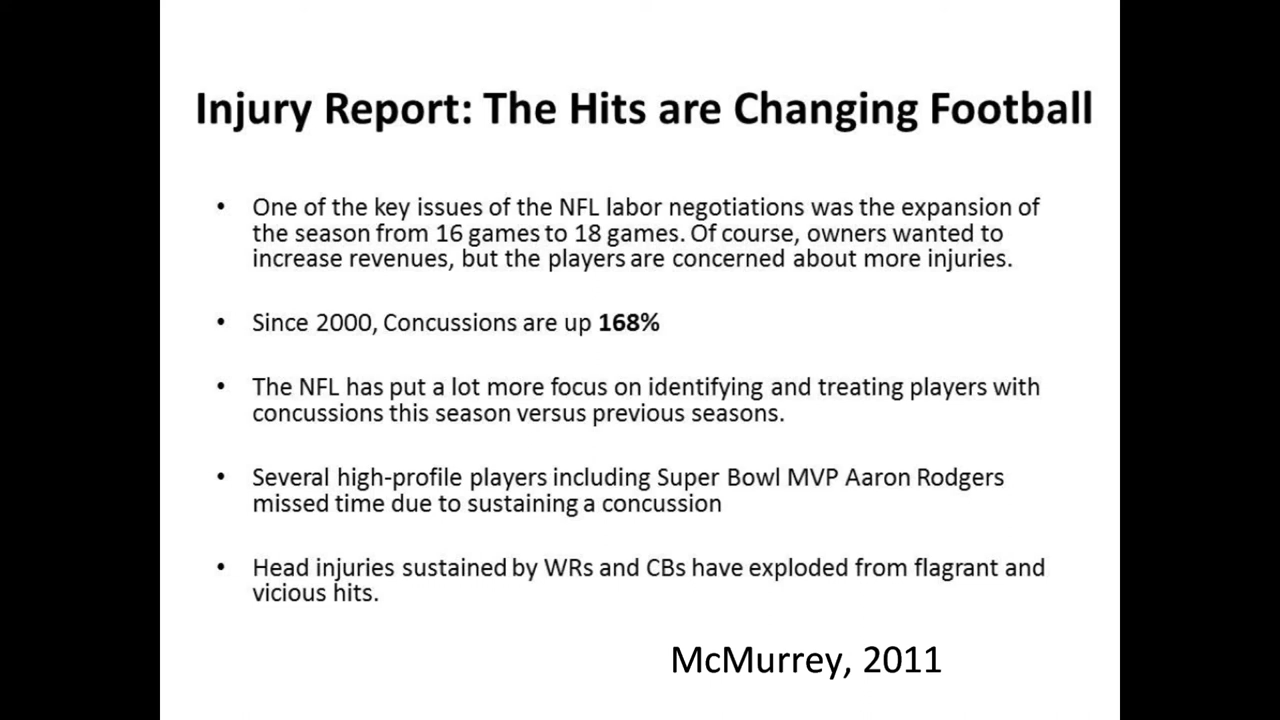 Injury Report: The Hits are Changing Football
• One of the key issues of the NFL labor negotiations was the expansion of
the season from 16 games to 18 games. Of course, owners wanted to
increase revenues, but the players are concerned about more injuries.
• Since 2000, Concussions are up 168%
• The NFL has put a lot more focus on identifying and treating players with
concussions this season versus previous seasons.
• Several high-profile players including Super Bowl MVP Aaron Rodgers
missed time due to sustaining a concussion
• Head injuries sustained by WRs and CBs have exploded from flagrant and
vicious hits.
McMurrey, 2011